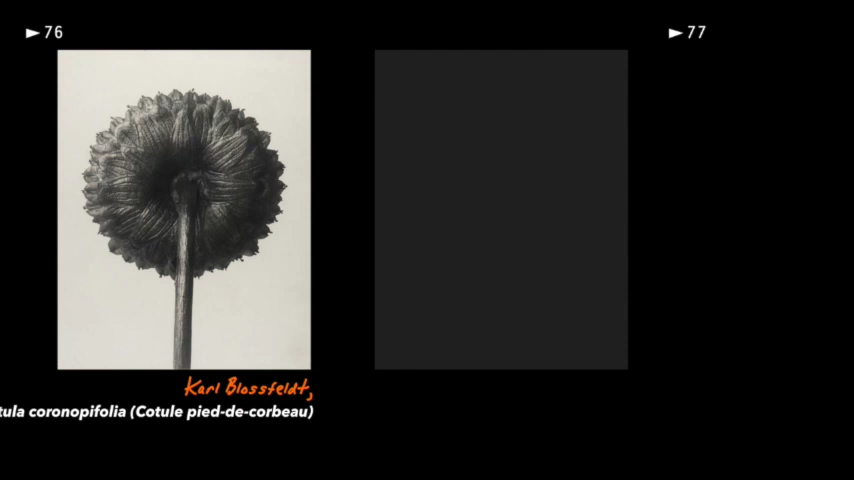 ►76
►77
Karl Blossfeldt,
tula coronopifolia (Cotule pied-de-corbeau)